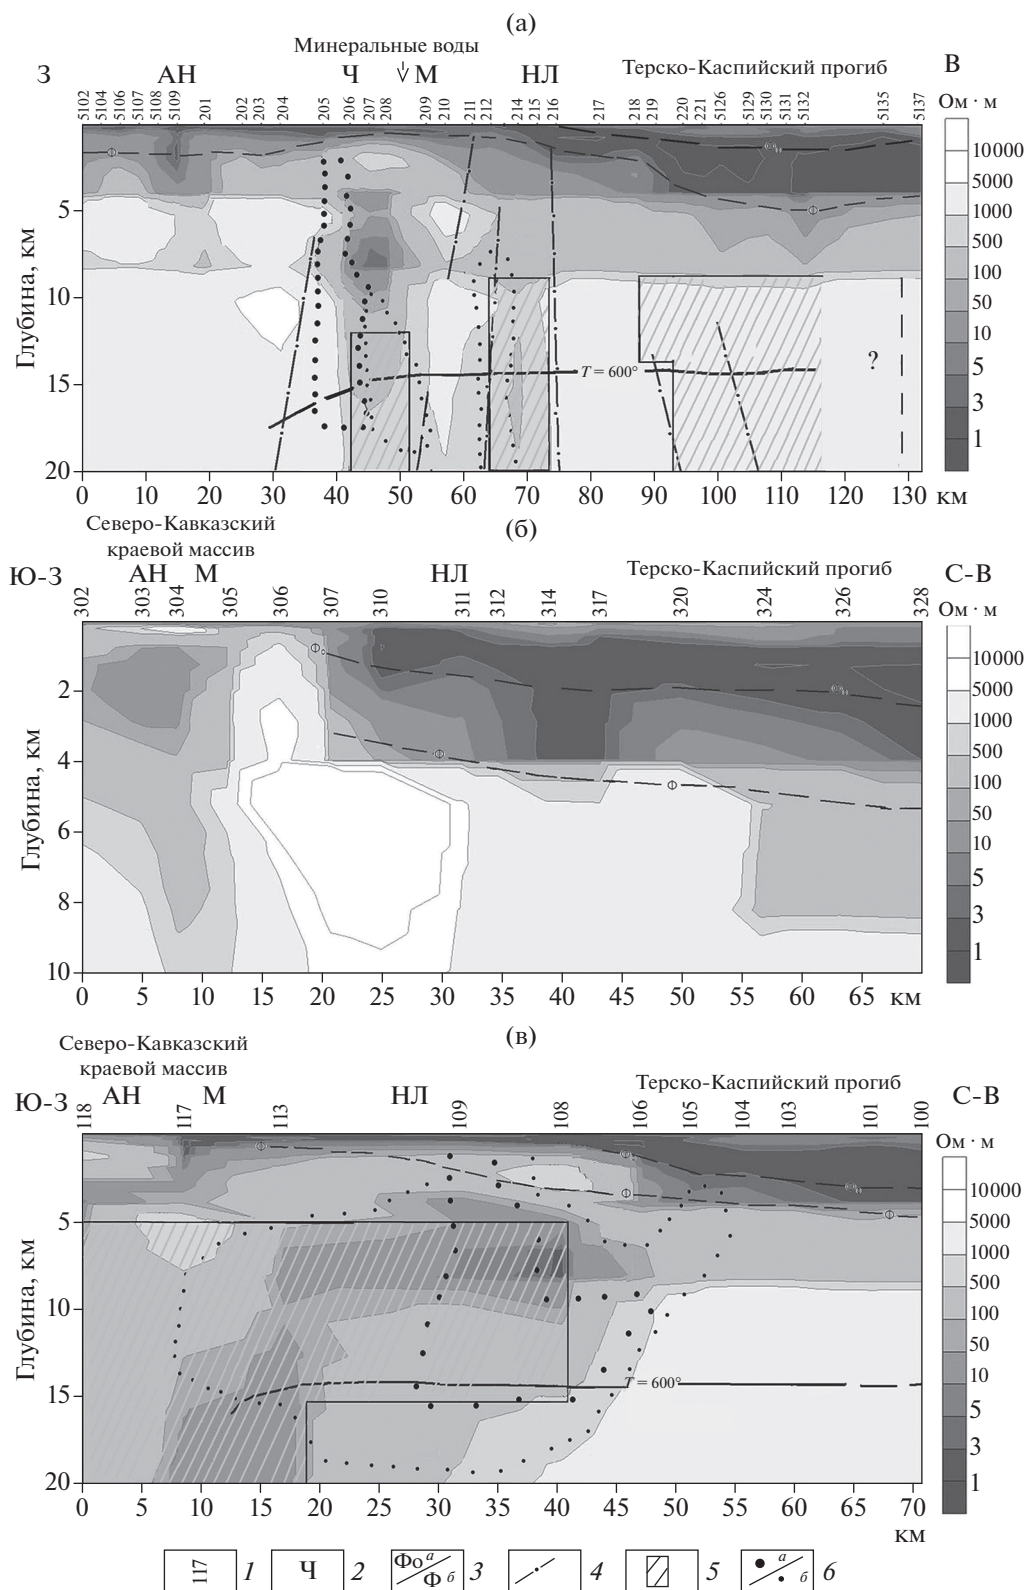 (а)
Минеральные воды
З АН Ч М НЛ Терско-Каспийский прогиб В
5102 5104 5106 5107 5108 5109 201 202 203 204 205 206 207 208 209 210 211 212 214 215 216 217 218 219 220 221 5126 5129 5130 5131 5132 5135 5137
Ом · м
Глубина, км
5
10
15
20
Ф
Ф
T = 600°
?
10000
5000
1000
500
100
50
10
5
3
1
0 10 20 30 40 50 60 70 80 90 100 110 120 130 км
(б)
Северо-Кавказский
краевой массив
Ю-З АН М НЛ Терско-Каспийский прогиб С-В
302 303 304 305 306 307 310 311 312 314 317 320 324 326 328
Ом · м
Глубина, км
2
4
6
8
10
Ф
Ф
Ф
10000
5000
1000
500
100
50
10
5
3
1
0 5 10 15 20 25 30 35 40 45 50 55 60 65 км
(в)
Северо-Кавказский
краевой массив
Ю-З АН М НЛ Терско-Каспийский прогиб С-В
118 117 113 109 108 106 105 104 103 101 100
Ом · м
Глубина, км
5
10
15
20
Ф
Ф
Ф
Ф
T = 600°
10000
5000
1000
500
100
50
10
5
3
1
0 5 10 15 20 25 30 35 40 45 50 55 60 65 70
км
117 1 Ч 2 Фо а Ф б 3 4 5 а б 6